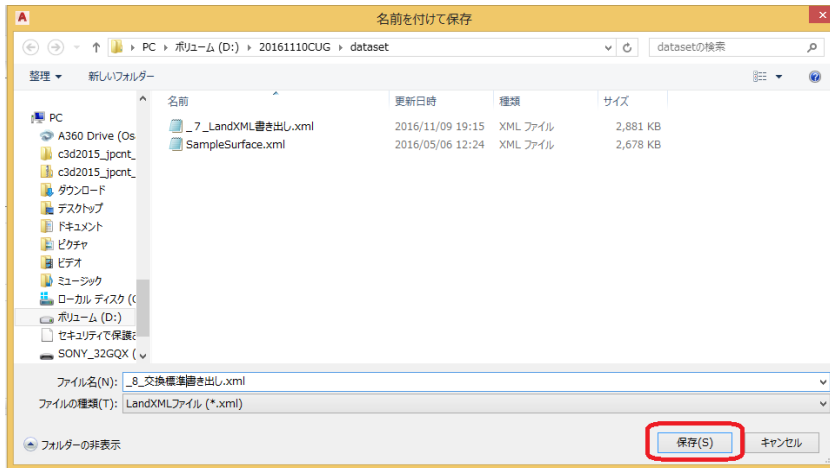 名前を付けて保存
PC ▸ ボリューム (D:) ▸ 20161110CUG ▸ dataset
datasetの検索
整理 新しいフォルダー
名前 更新日時 種類 サイズ
_７_LandXML書き出し.xml 2016/11/09 19:15 XML ファイル 2,881 KB
SampleSurface.xml 2016/05/06 12:24 XML ファイル 2,678 KB
PC
A360 Drive (Os
c3d2015_jpcnt_
c3d2015_jpcnt_
ダウンロード
デスクトップ
ドキュメント
ピクチャ
ビデオ
ミュージック
ローカル ディスク (C
ボリューム (D:)
セキュリティで保護さ
SONY_32GQX (
ファイル名(N): _8_交換標準書き出し.xml
ファイルの種類(T): LandXMLファイル (*.xml)
フォルダーの非表示 保存(S) キャンセル